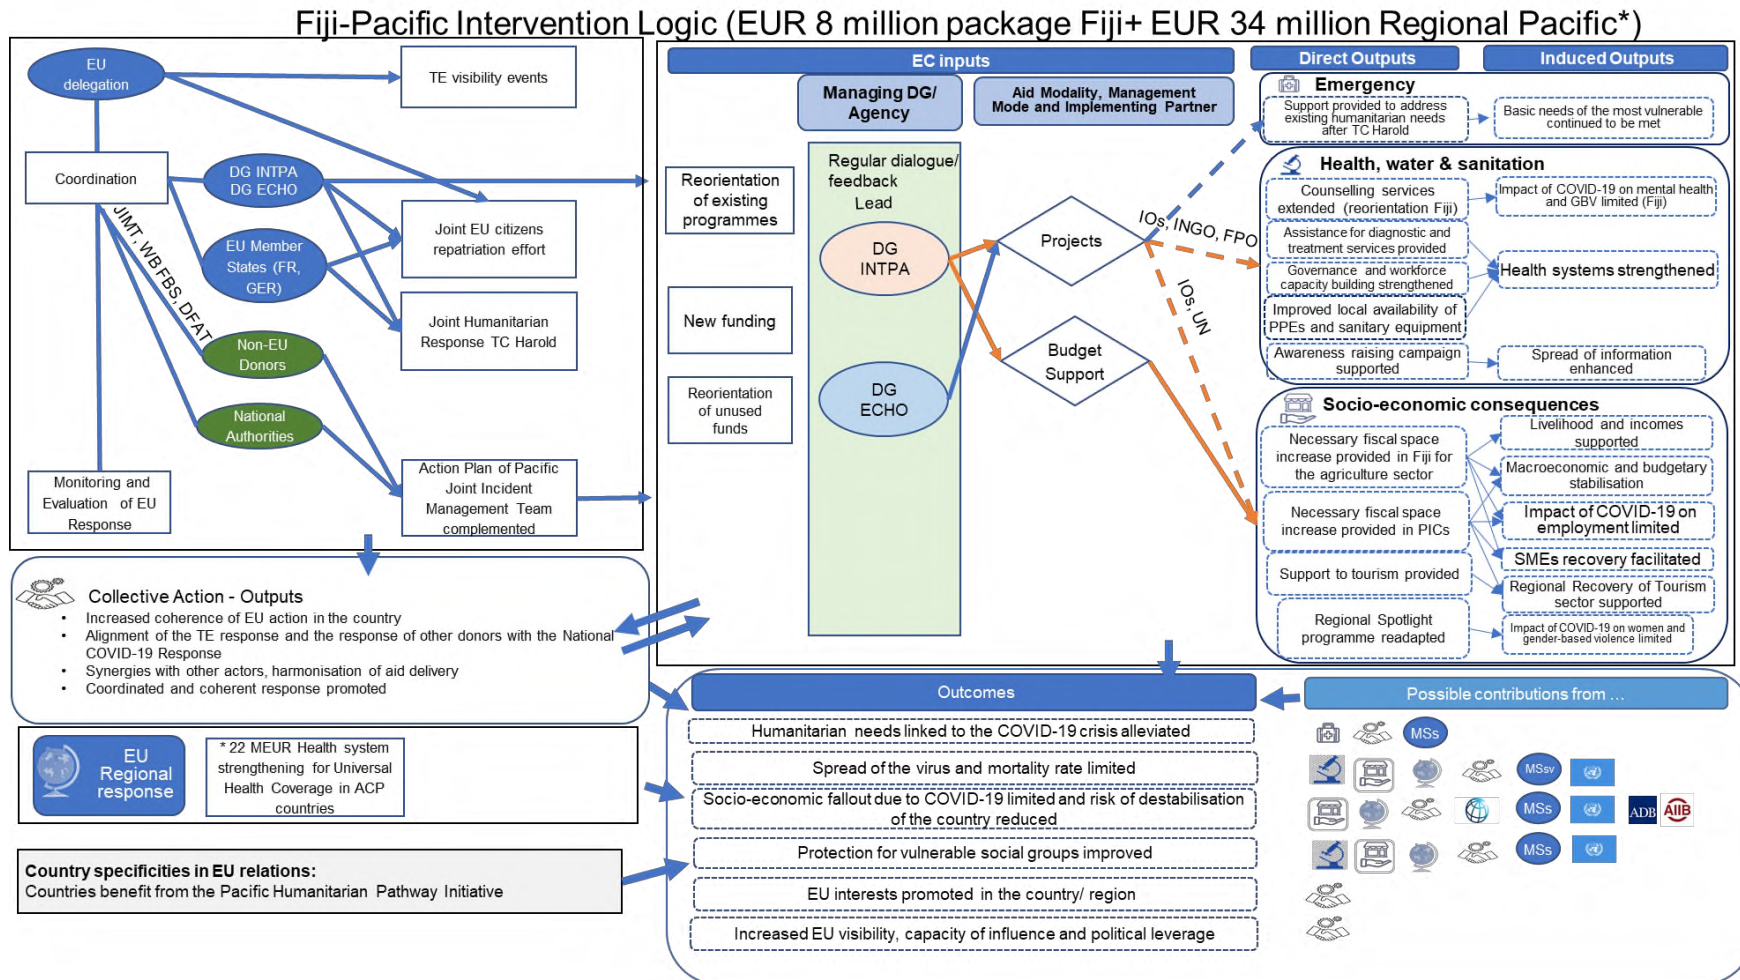 Fiji-Pacific Intervention Logic (EUR 8 million package Fiji+ EUR 34 million Regional Pacific*)
EU
delegation
TE visibility events
Coordination
DG INTPA
DG ECHO
EU Member
States (FR,
GER)
JIMT, WB FBS, DFAT
Non-EU
Donors
National
Authorities
Joint EU citizens
repatriation effort
Joint Humanitarian
Response TC Harold
Monitoring and
Evaluation of EU
Response
Action Plan of Pacific
Joint Incident
Management Team
complemented
EC inputs
Managing DG/
Agency
Aid Modality, Management
Mode and Implementing Partner
Reorientation
of existing
programmes
New funding
Reorientation
of unused
funds
Regular dialogue/
feedback
Lead
DG
INTPA
DG
ECHO
Projects
Budget
Support
IOs, INGO, FPO
IOs, UN
Direct Outputs
Induced Outputs
Emergency
Support provided to address
existing humanitarian needs
after TC Harold
Basic needs of the most vulnerable
continued to be met
Health, water & sanitation
Counselling services
extended (reorientation Fiji)
Impact of COVID-19 on mental health
and GBV limited (Fiji)
Assistance for diagnostic and
treatment services provided
Governance and workforce
capacity building strengthened
Health systems strengthened
Improved local availability of
PPEs and sanitary equipment
Awareness raising campaign
supported
Spread of information
enhanced
Socio-economic consequences
Necessary fiscal space
increase provided in Fiji for
the agriculture sector
Livelihood and incomes
supported
Macroeconomic and budgetary
stabilisation
Necessary fiscal space
increase provided in PICs
Impact of COVID-19 on
employment limited
SMEs recovery facilitated
Support to tourism provided
Regional Recovery of Tourism
sector supported
Regional Spotlight
programme readapted
Impact of COVID-19 on women and
gender-based violence limited
Collective Action - Outputs
• Increased coherence of EU action in the country
• Alignment of the TE response and the response of other donors with the National
COVID-19 Response
• Synergies with other actors, harmonisation of aid delivery
• Coordinated and coherent response promoted
EU
Regional
response
* 22 MEUR Health system
strengthening for Universal
Health Coverage in ACP
countries
Country specificities in EU relations:
Countries benefit from the Pacific Humanitarian Pathway Initiative
Outcomes
Humanitarian needs linked to the COVID-19 crisis alleviated
Spread of the virus and mortality rate limited
Socio-economic fallout due to COVID-19 limited and risk of destabilisation
of the country reduced
Protection for vulnerable social groups improved
EU interests promoted in the country/ region
Increased EU visibility, capacity of influence and political leverage
Possible contributions from ...
MSs
MSsv
MSs
ADB
AIIB
MSs